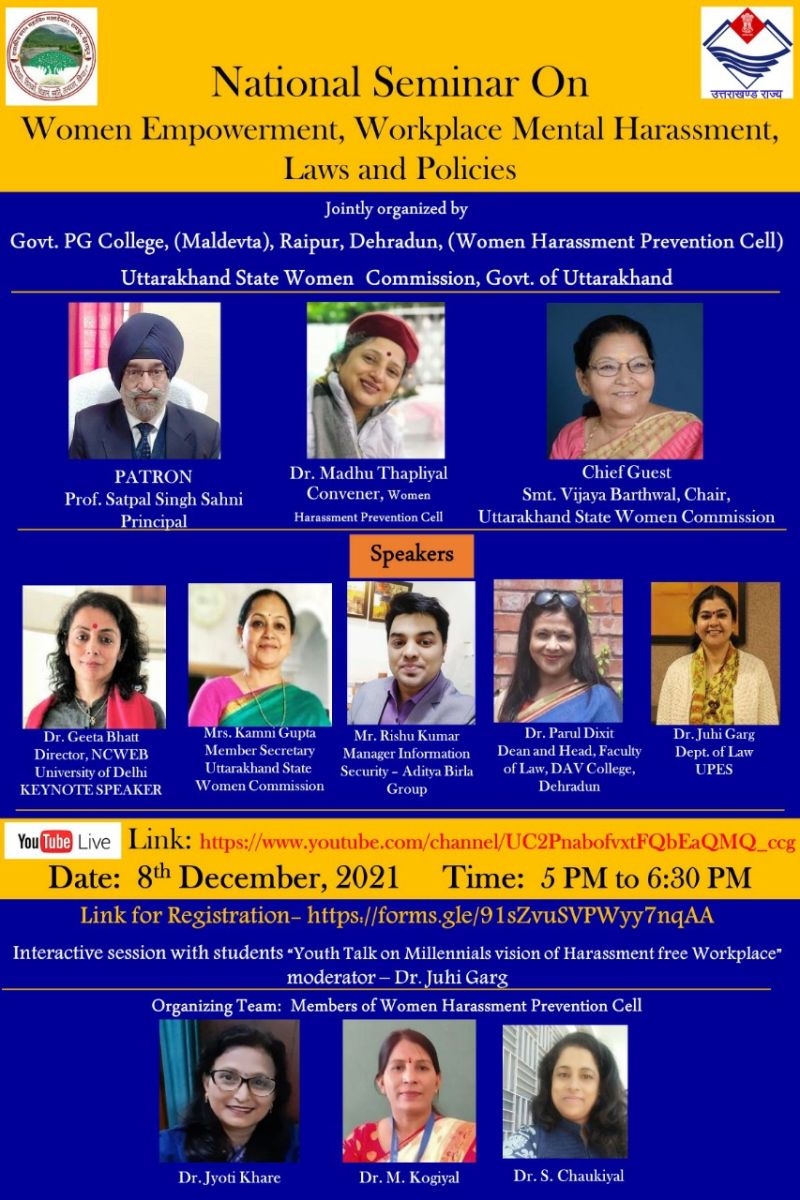 उत्तराखण्ड राज्य
National Seminar On
Women Empowerment, Workplace Mental Harassment,
Laws and Policies
Jointly organized by
Govt. PG College, (Maldevta), Raipur, Dehradun, (Women Harassment Prevention Cell)
Uttarakhand State Women Commission, Govt. of Uttarakhand
PATRON
Prof. Satpal Singh Sahni
Principal
Dr. Madhu Thapliyal
Convener, Women
Harassment Prevention Cell
Chief Guest
Smt. Vijaya Barthwal, Chair,
Uttarakhand State Women Commission
Speakers
Dr. Geeta Bhatt
Director, NCWEB
University of Delhi
KEYNOTE SPEAKER
Mrs. Kamni Gupta
Member Secretary
Uttarakhand State
Women Commission
Mr. Rishu Kumar
Manager Information
Security – Aditya Birla
Group
Dr. Parul Dixit
Dean and Head, Faculty
of Law, DAV College,
Dehradun
Dr. Juhi Garg
Dept. of Law
UPES
YouTube Live Link: https://www.youtube.com/channel/UC2PnabofvxtFQbEaQMQ_ccg
Date: 8th December, 2021 Time: 5 PM to 6:30 PM
Link for Registration– https://forms.gle/91sZvuSVPWyy7nqAA
Interactive session with students “Youth Talk on Millennials vision of Harassment free Workplace”
moderator – Dr. Juhi Garg
Organizing Team: Members of Women Harassment Prevention Cell
Dr. Jyoti Khare
Dr. M. Kogiyal
Dr. S. Chaukiyal